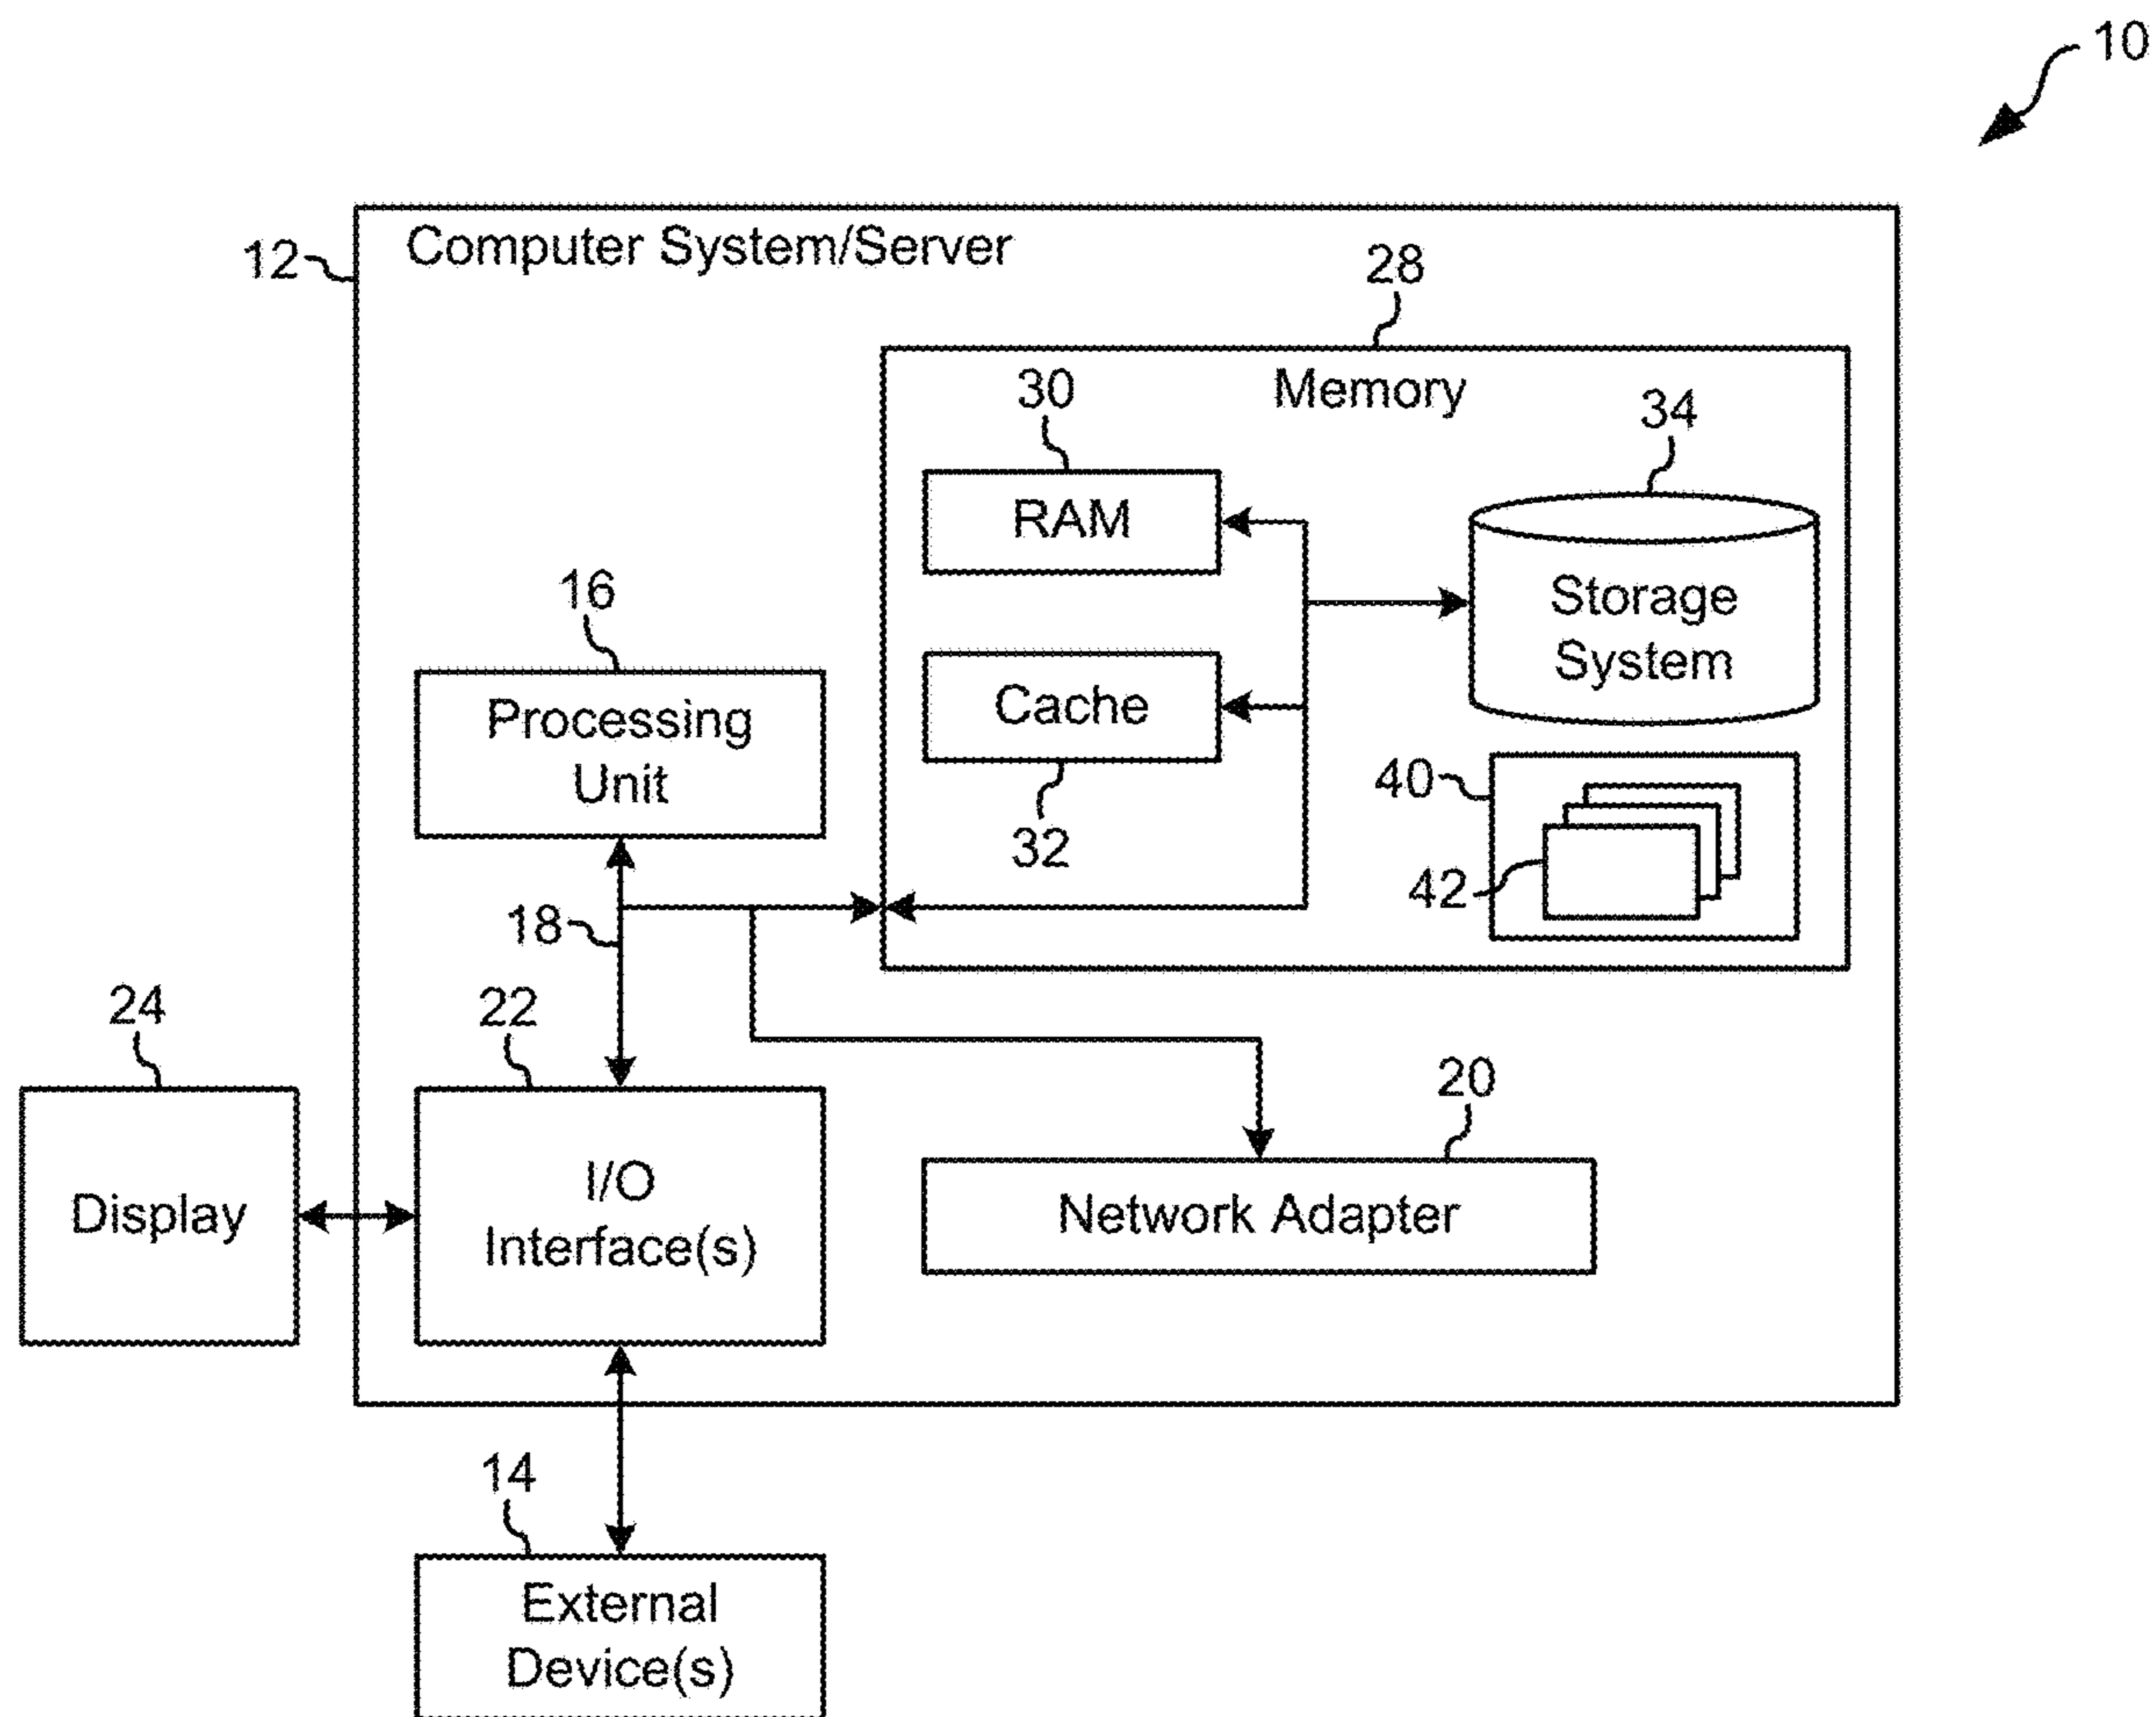 10
12
Computer System/Server
28
Memory
30
34
RAM
Storage
System
16
Processing
Unit
Cache
32
40
42
18
24
22
20
Display
I/O
Interface(s)
Network Adapter
14
External
Device(s)